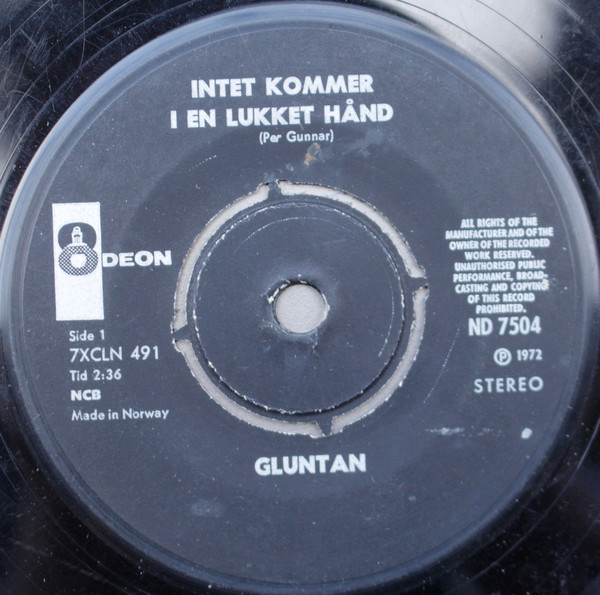 INTET KOMMER
I EN LUKKET HÅND
(Per Gunnar)
ODEON
Side 1
7XCLN 491
Tid 2:36
NCB
Made in Norway
ALL RIGHTS OF THE
MANUFACTURER AND OF THE
OWNER OF THE RECORDED
WORK RESERVED.
UNAUTHORISED PUBLIC
PERFORMANCE, BROAD-
CASTING AND COPYING
OF THIS RECORD
PROHIBITED.
ND 7504
Ⓟ 1972
STEREO
GLUNTAN